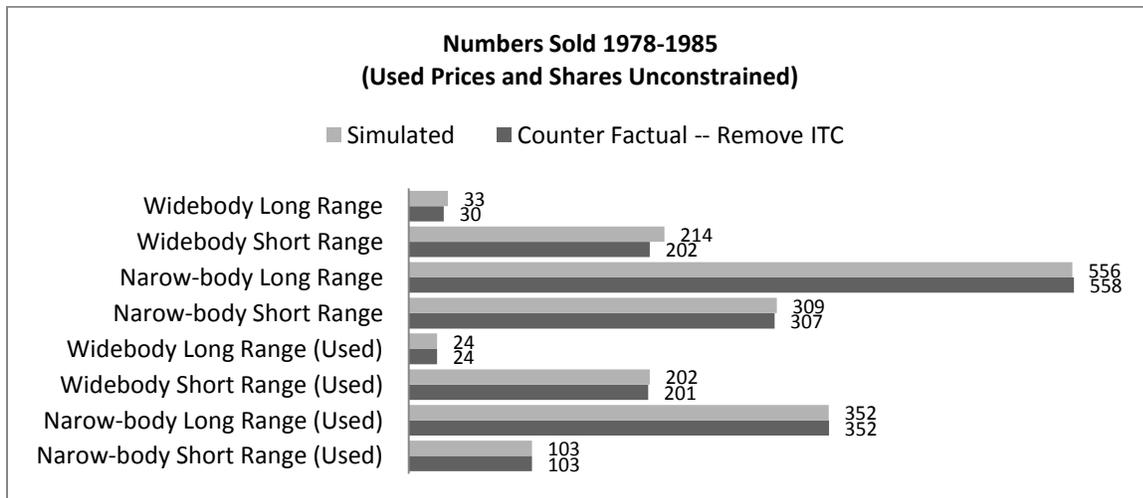 Numbers Sold 1978-1985
(Used Prices and Shares Unconstrained)
Simulated Counter Factual -- Remove ITC
Widebody Long Range 33
30
Widebody Short Range 214
202
Narow-body Long Range 556
558
Narow-body Short Range 309
307
Widebody Long Range (Used) 24
24
Widebody Short Range (Used) 202
201
Narow-body Long Range (Used) 352
352
Narow-body Short Range (Used) 103
103